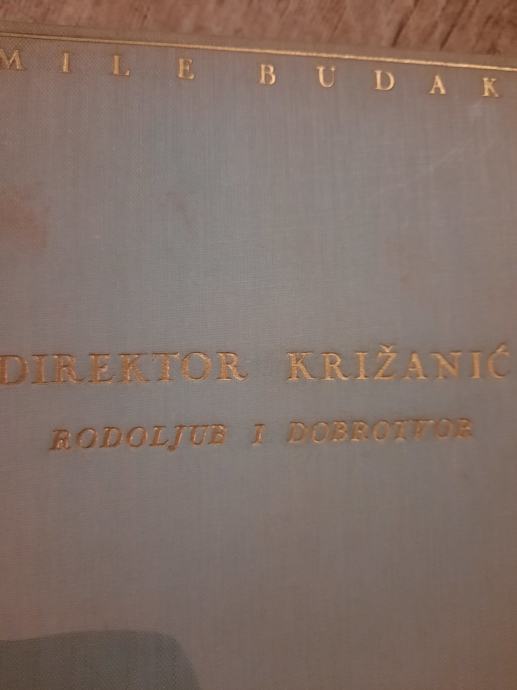 MILE BUDAK
DIREKTOR KRIŽANIĆ
RODOLJUB I DOBROTVOR